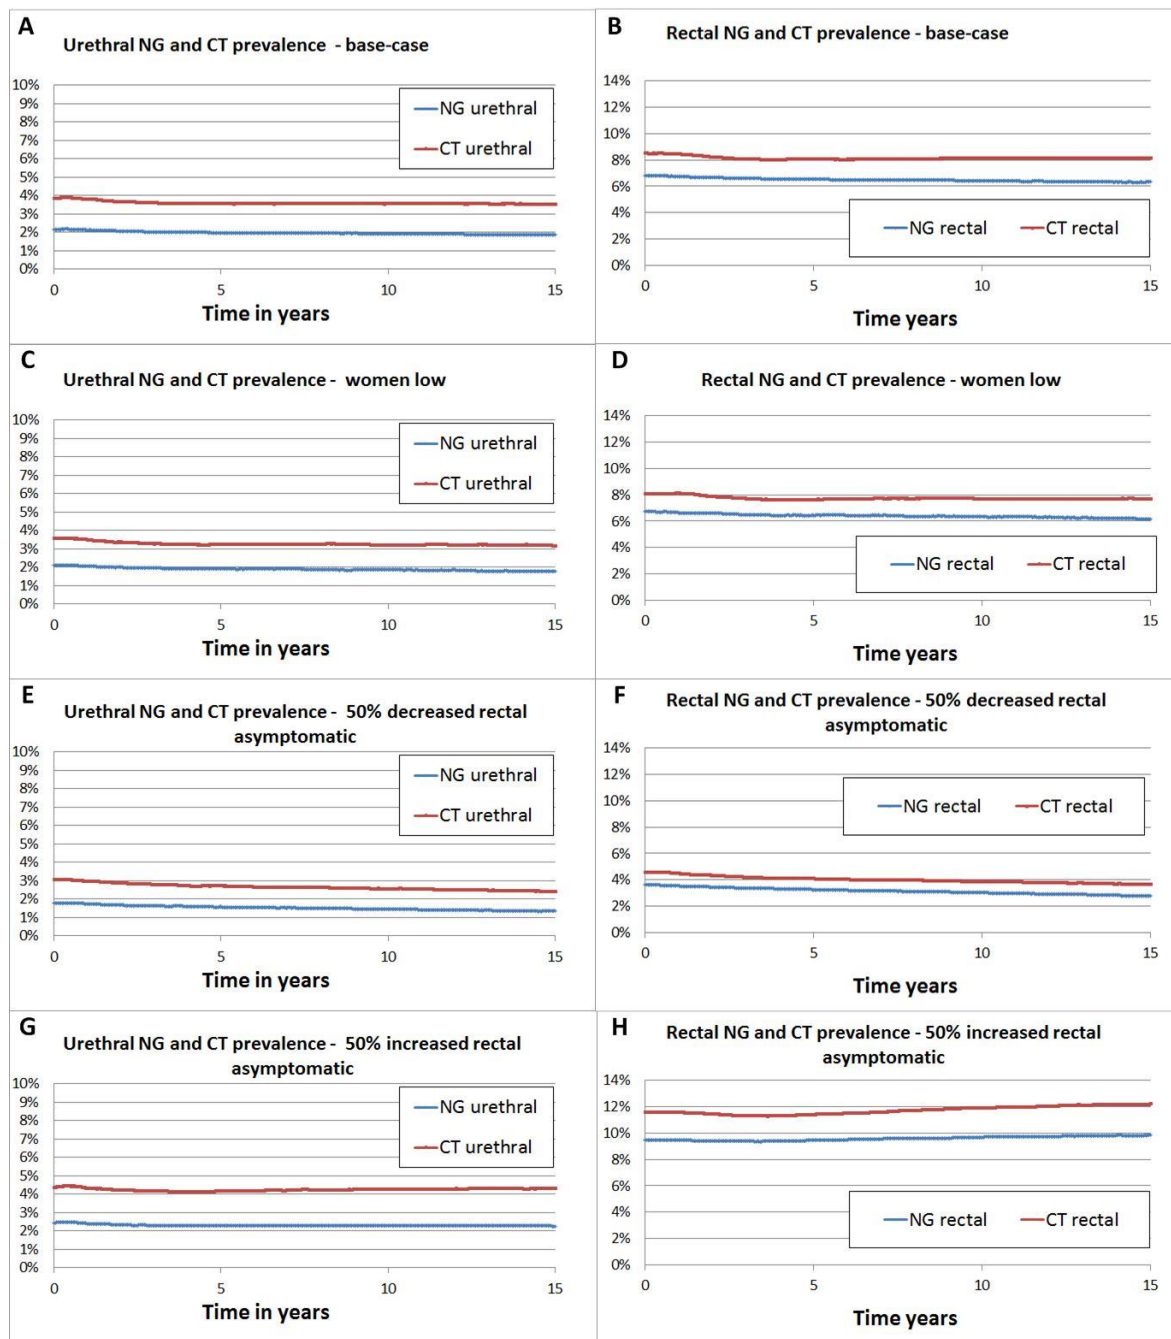 A
Urethral NG and CT prevalence - base-case
10%
9%
8%
7%
6%
5%
4%
3%
2%
1%
0%
NG urethral
CT urethral
0 5 10 15
Time in years
B
Rectal NG and CT prevalence - base-case
14%
12%
10%
8%
6%
4%
2%
0%
NG rectal CT rectal
0 5 10 15
Time years
C
Urethral NG and CT prevalence - women low
10%
9%
8%
7%
6%
5%
4%
3%
2%
1%
0%
NG urethral
CT urethral
0 5 10 15
Time in years
D
Rectal NG and CT prevalence - women low
14%
12%
10%
8%
6%
4%
2%
0%
NG rectal CT rectal
0 5 10 15
Time years
E
Urethral NG and CT prevalence - 50% decreased rectal
asymptomatic
10%
9%
8%
7%
6%
5%
4%
3%
2%
1%
0%
NG urethral
CT urethral
0 5 10 15
Time in years
F
Rectal NG and CT prevalence - 50% decreased rectal
asymptomatic
14%
12%
10%
8%
6%
4%
2%
0%
NG rectal CT rectal
0 5 10 15
Time years
G
Urethral NG and CT prevalence - 50% increased rectal
asymptomatic
10%
9%
8%
7%
6%
5%
4%
3%
2%
1%
0%
NG urethral
CT urethral
0 5 10 15
Time in years
H
Rectal NG and CT prevalence - 50% increased rectal
asymptomatic
14%
12%
10%
8%
6%
4%
2%
0%
NG rectal CT rectal
0 5 10 15
Time years